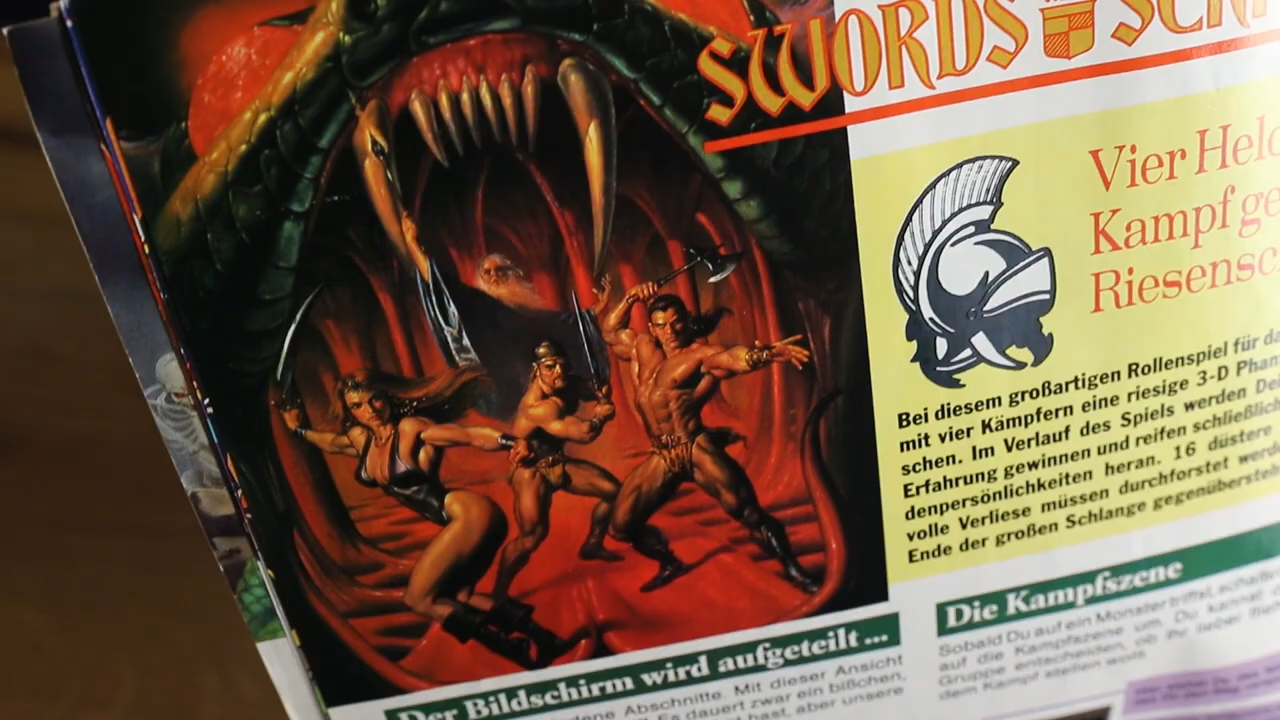 SWORDS
Vier Held
Kampf ge
Riesensc
Bei diesem großartigen Rollenspiel für da
mit vier Kämpfern eine riesige 3-D Phan
schen. Im Verlauf des Spiels werden Dei
Erfahrung gewinnen und reifen schließlich
denpersönlichkeiten heran. 16 düstere
volle Verliese müssen durchforstet werd
Ende der großen Schlange gegenüberstel
Der Bildschirm wird aufgeteilt...
Abschnitte. Mit dieser Ansicht
Es dauert zwar ein bißchen,
hast, aber unsere
Die Kampfszene
Sobald Du auf ein Monster triffst, schalte
auf die Kampfszene um. Du kannst
Gruppe entscheiden, ob Ihr lieber
dem Kampf stellen wollt.